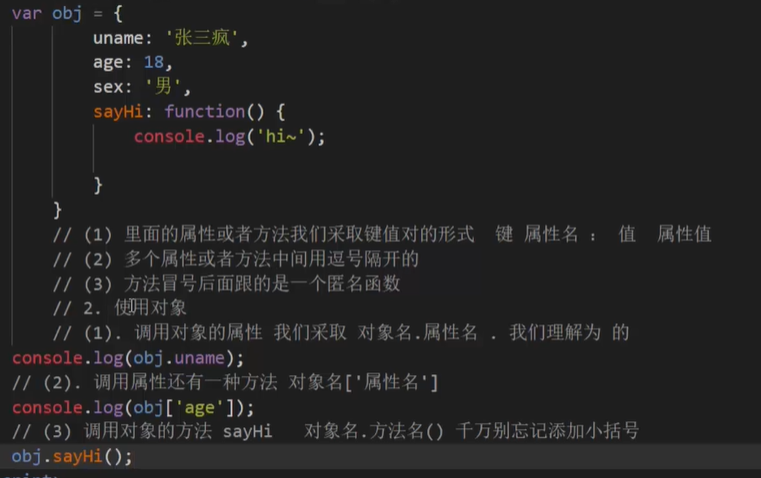 var obj = {
uname: '张三疯',
age: 18,
sex: '男',
sayHi: function() {
console.log('hi~');
}
}
// (1) 里面的属性或者方法我们采取键值对的形式 键 属性名 ： 值 属性值
// (2) 多个属性或者方法中间用逗号隔开的
// (3) 方法冒号后面跟的是一个匿名函数
// 2. 使用对象
// (1). 调用对象的属性 我们采取 对象名.属性名 . 我们理解为 的
console.log(obj.uname);
// (2). 调用属性还有一种方法 对象名['属性名']
console.log(obj['age']);
// (3) 调用对象的方法 sayHi 对象名.方法名() 千万别忘记添加小括号
obj.sayHi();